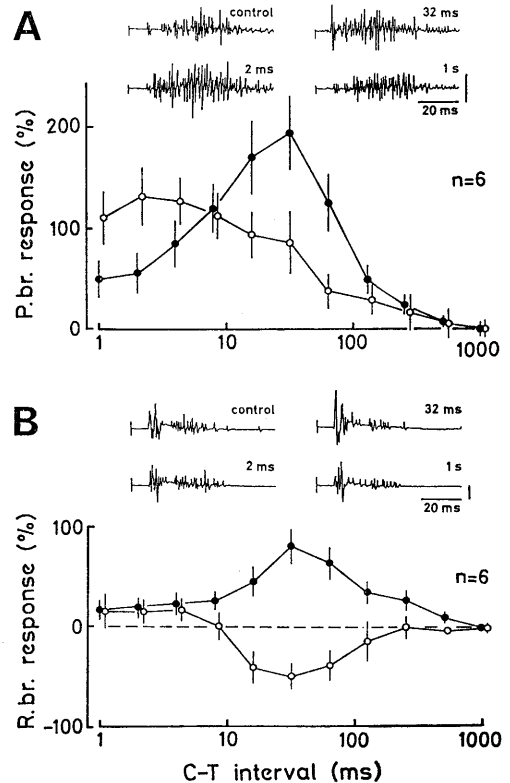 A
control
32 ms
2 ms
1 s
20 ms
P.br. response (%)
200
100
0
n=6
1
10
100
1000
B
control
32 ms
2 ms
1 s
20 ms
R.br. response (%)
100
0
-100
n=6
1
10
100
1000
C-T interval (ms)